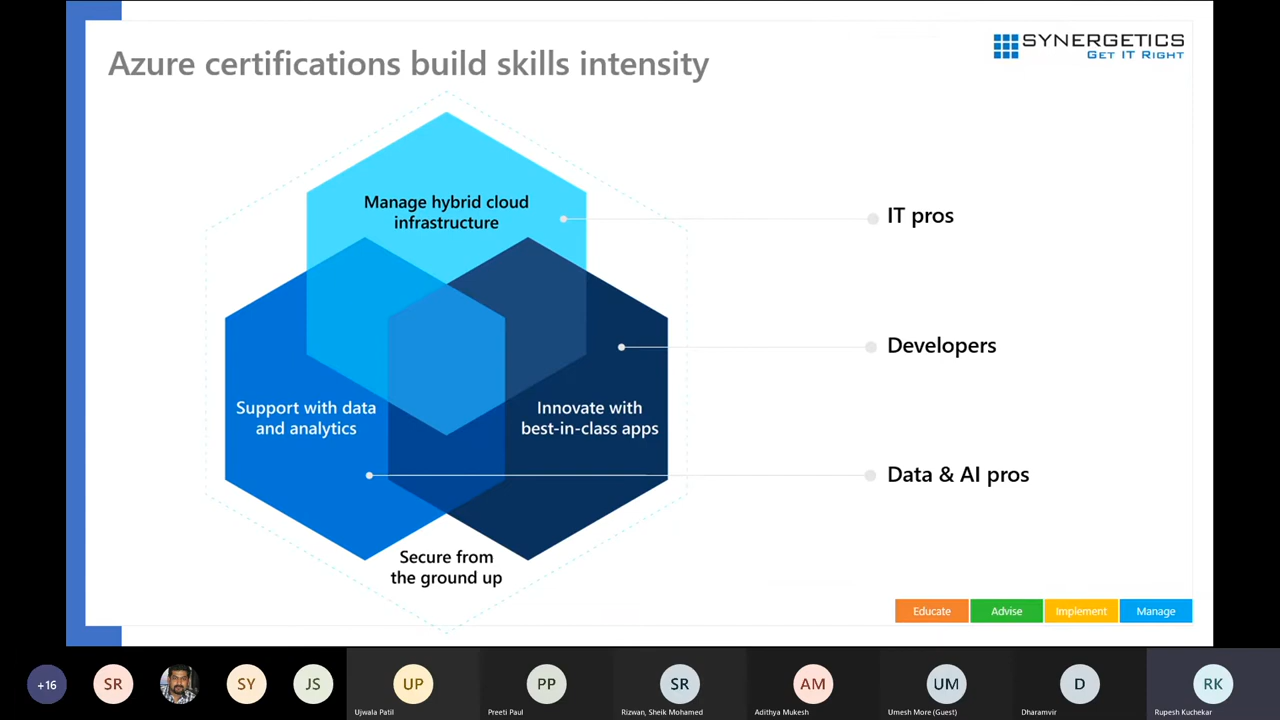 Azure certifications build skills intensity
SYNERGETICS
GET IT RIGHT
Manage hybrid cloud
infrastructure
IT pros
Developers
Support with data
and analytics
Innovate with
best-in-class apps
Data & AI pros
Secure from
the ground up
Educate
Advise
Implement
Manage
+16
SR
SY
JS
UP
PP
SR
AM
UM
D
RK
Ujwala Patil
Preeti Paul
Rizwan, Sheik Mohamed
Adithya Mukesh
Umesh More (Guest)
Dharamvir
Rupesh Kuchekar